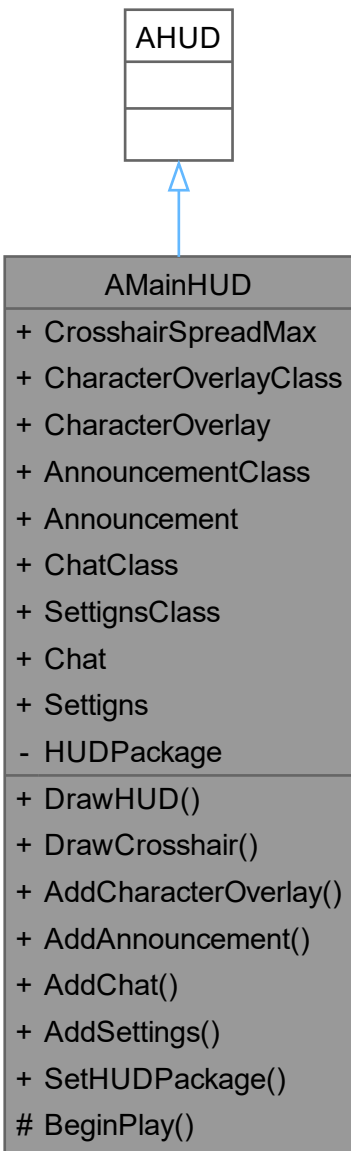 AHUD
AMainHUD
+ CrosshairSpreadMax
+ CharacterOverlayClass
+ CharacterOverlay
+ AnnouncementClass
+ Announcement
+ ChatClass
+ SettignsClass
+ Chat
+ Settigns
- HUDPackage
+ DrawHUD()
+ DrawCrosshair()
+ AddCharacterOverlay()
+ AddAnnouncement()
+ AddChat()
+ AddSettings()
+ SetHUDPackage()
# BeginPlay()